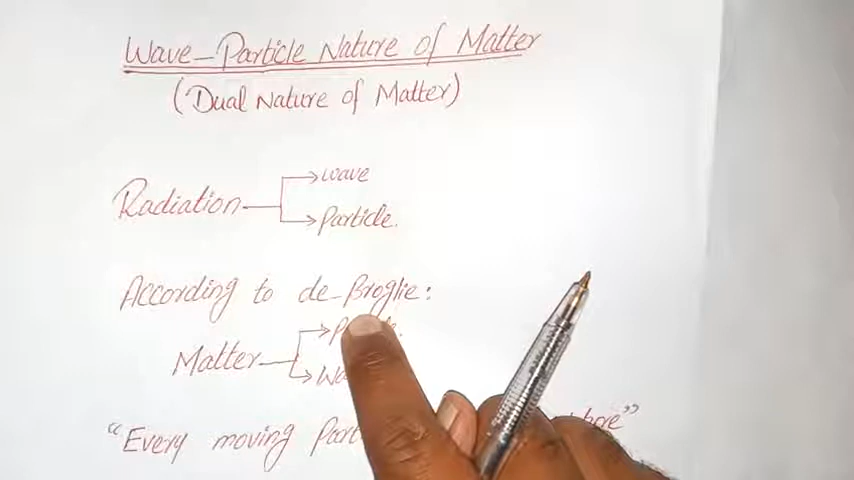 Wave-Particle Nature of Matter
(Dual Nature of Matter)
Radiation
wave
Particle.
According to de-Broglie:
Matter
"Every moving